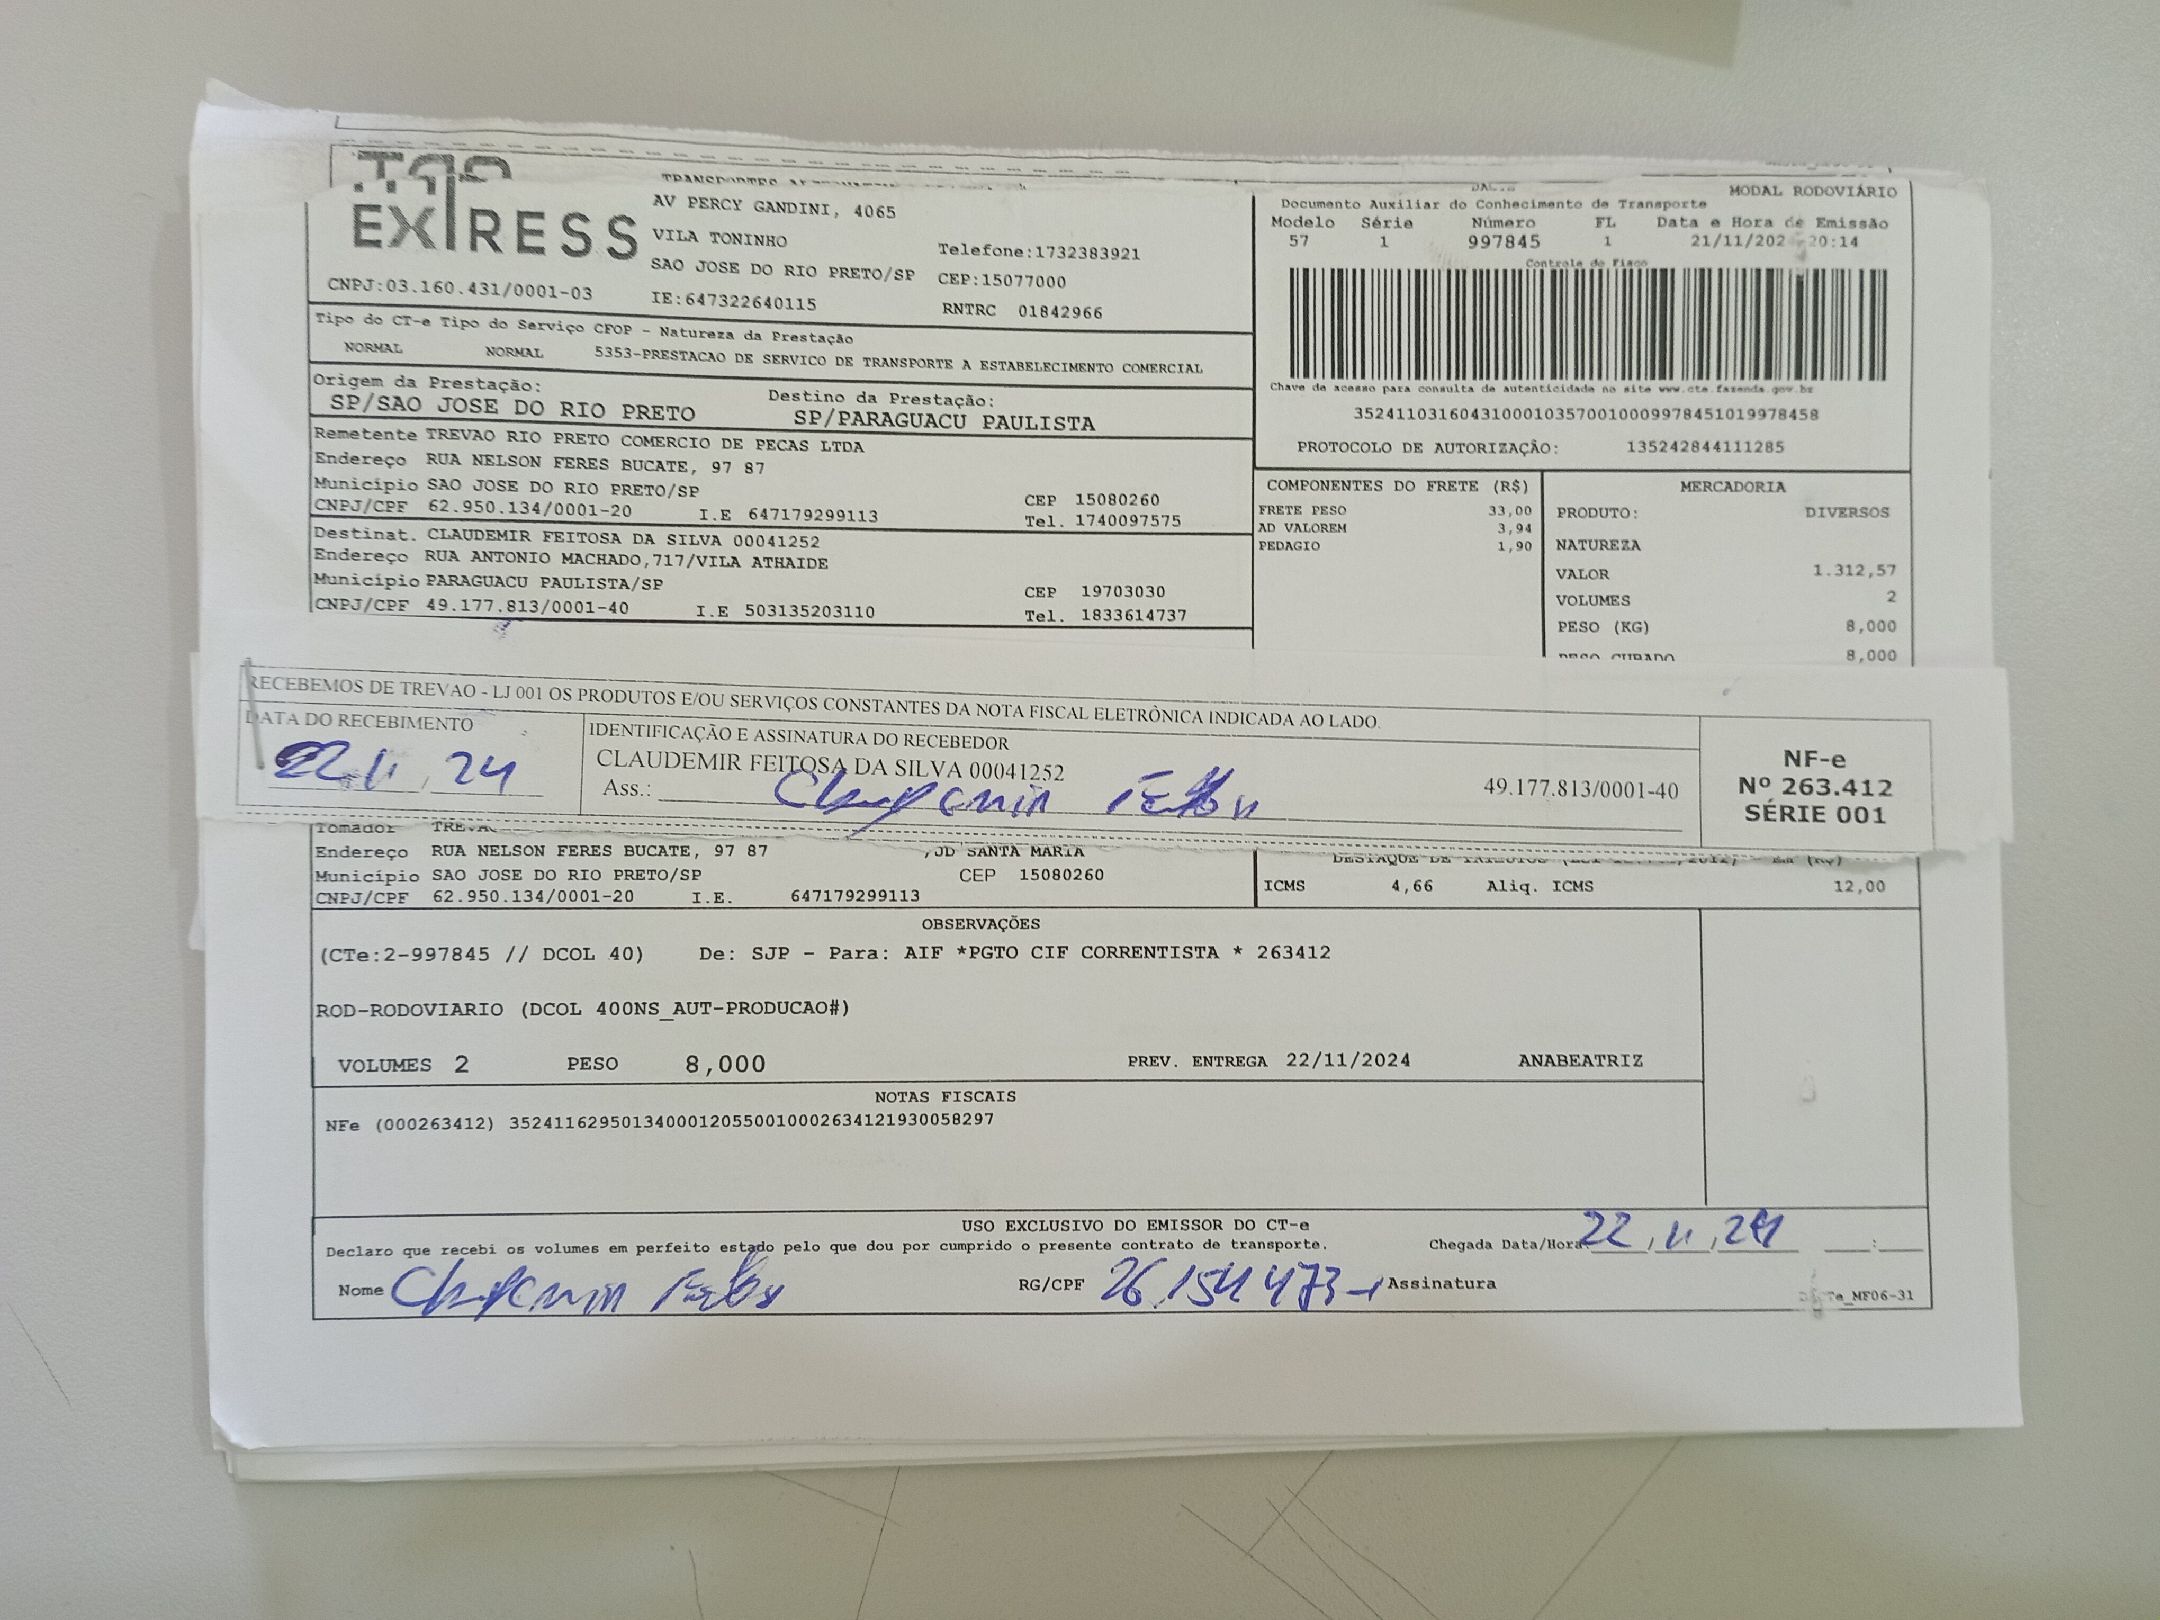 EXPRESS
AV PERCY GANDINI, 4065
VILA TONINHO
SAO JOSE DO RIO PRETO/SP
Telefone:1732383921
CEP:15077000
CNPJ:03.160.431/0001-03
IE:647322640115
RNTRC 01842966
MODAL RODOVIÁRIO
Documento Auxiliar do Conhecimento de Transporte
Modelo Série Número FL Data e Hora de Emissão
57 1 997845 1 21/11/202 20:14
Controle do Fisco
Chave de acesso para consulta de autenticidade no site www.cte.fazenda.gov.br
35241103160431000103570010009978451019978458
PROTOCOLO DE AUTORIZAÇÃO: 135242844111285
Tipo do CT-e Tipo do Serviço CFOP - Natureza da Prestação
NORMAL NORMAL 5353-PRESTACAO DE SERVICO DE TRANSPORTE A ESTABELECIMENTO COMERCIAL
Origem da Prestação: Destino da Prestação:
SP/SAO JOSE DO RIO PRETO SP/PARAGUACU PAULISTA
Remetente TREVAO RIO PRETO COMERCIO DE PECAS LTDA
Endereço RUA NELSON FERES BUCATE, 97 87
Município SAO JOSE DO RIO PRETO/SP CEP 15080260
CNPJ/CPF 62.950.134/0001-20 I.E 647179299113 Tel. 1740097575
Destinat. CLAUDEMIR FEITOSA DA SILVA 00041252
Endereço RUA ANTONIO MACHADO,717/VILA ATHAIDE
Município PARAGUACU PAULISTA/SP CEP 19703030
CNPJ/CPF 49.177.813/0001-40 I.E 503135203110 Tel. 1833614737
COMPONENTES DO FRETE (R$)
FRETE PESO 33,00
AD VALOREM 3,94
PEDAGIO 1,90
MERCADORIA
PRODUTO: DIVERSOS
NATUREZA
VALOR 1.312,57
VOLUMES 2
PESO (KG) 8,000
PESO CUBADO 8,000
RECEBEMOS DE TREVAO - LJ 001 OS PRODUTOS E/OU SERVIÇOS CONSTANTES DA NOTA FISCAL ELETRÔNICA INDICADA AO LADO.
DATA DO RECEBIMENTO
22 11 24
IDENTIFICAÇÃO E ASSINATURA DO RECEBEDOR
CLAUDEMIR FEITOSA DA SILVA 00041252
Ass.: 49.177.813/0001-40
NF-e
Nº 263.412
SÉRIE 001
Tomador
Endereço RUA NELSON FERES BUCATE, 97 87 ,JD SANTA MARIA
Município SAO JOSE DO RIO PRETO/SP CEP 15080260
CNPJ/CPF 62.950.134/0001-20 I.E. 647179299113
ICMS 4,66 Aliq. ICMS 12,00
OBSERVAÇÕES
(CTe:2-997845 // DCOL 40) De: SJP - Para: AIF *PGTO CIF CORRENTISTA * 263412
ROD-RODOVIARIO (DCOL 400NS_AUT-PRODUCAO#)
VOLUMES 2 PESO 8,000 PREV. ENTREGA 22/11/2024 ANABEATRIZ
NOTAS FISCAIS
NFe (000263412) 35241162950134000120550010002634121930058297
USO EXCLUSIVO DO EMISSOR DO CT-e
Declaro que recebi os volumes em perfeito estado pelo que dou por cumprido o presente contrato de transporte. Chegada Data/Hora 22 11 24
Nome RG/CPF Assinatura
MF06-31